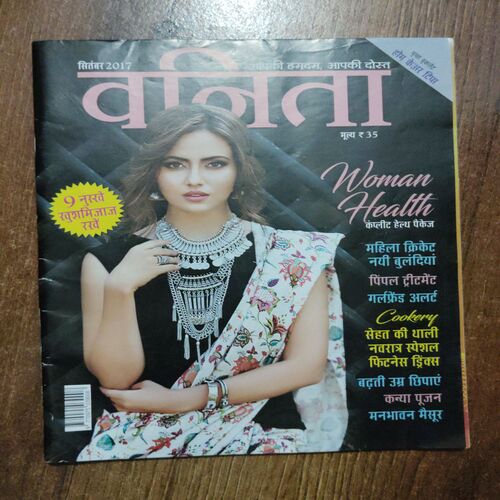 सितंबर 2017
आपकी हमदम, आपकी दोस्त
वनिता
मूल्य ₹ 35
होम केअर टिप्स
9 नुस्खे
खुशमिजाज
रखें
Woman
Health
कंप्लीट हेल्थ पैकेज
महिला क्रिकेट
नयी बुलंदियां
पिंपल ट्रीटमेंट
गर्लफ्रेंड अलर्ट
Cookery
सेहत की थाली
नवरात्र स्पेशल
फिटनेस ड्रिंक्स
बढ़ती उम्र छिपाएं
कन्या पूजन
मनभावन मैसूर